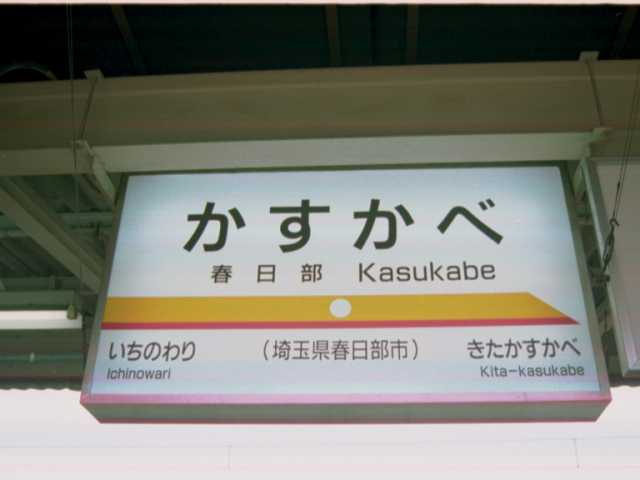 かすかべ
春日部 Kasukabe
いちのわり （埼玉県春日部市） きたかすかべ
Ichinowari Kita-kasukabe